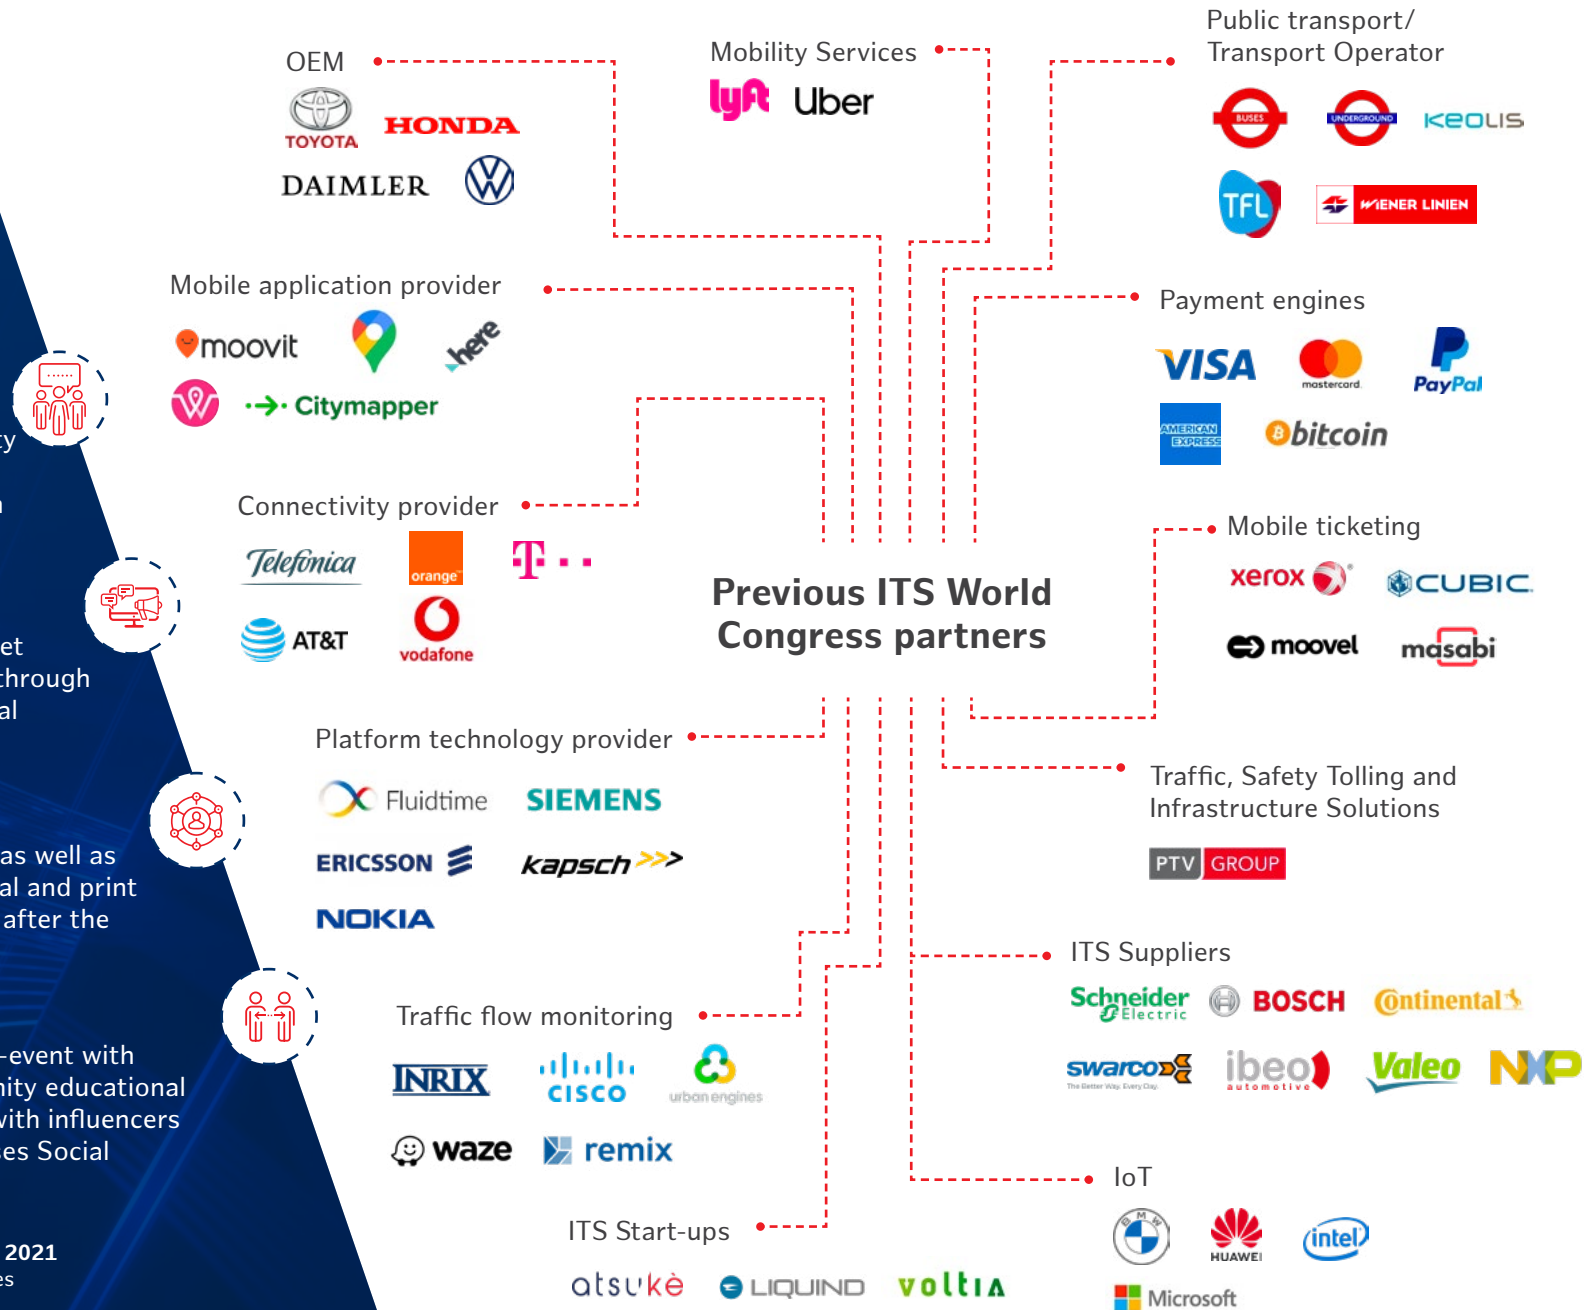 OEM
TOYOTA
HONDA
DAIMLER
Mobility Services
lyft
Uber
Public transport/
Transport Operator
BUSES
UNDERGROUND
KEOLIS
TFL
WIENER LINIEN
Mobile application provider
moovit
here
Citymapper
Payment engines
VISA
mastercard
PayPal
AMERICAN
EXPRESS
bitcoin
Connectivity provider
Telefónica
orange
T
AT&T
vodafone
Mobile ticketing
xerox
CUBIC
moovel
masabi
Previous ITS World
Congress partners
Platform technology provider
Fluidtime
SIEMENS
ERICSSON
kapsch >>>
NOKIA
Traffic, Safety Tolling and
Infrastructure Solutions
PTV GROUP
ITS Suppliers
Schneider
Electric
BOSCH
Continental
swarco
The Better Way. Every Day.
ibeo
automotive
Valeo
NXP
Traffic flow monitoring
INRIX
CISCO
urban engines
waze
remix
IoT
BMW
HUAWEI
intel
Microsoft
ITS Start-ups
atsukè
LIQUIND
voltia
ty
n
et
through
al
as well as
al and print
after the
-event with
nity educational
with influencers
ses Social
2021
es